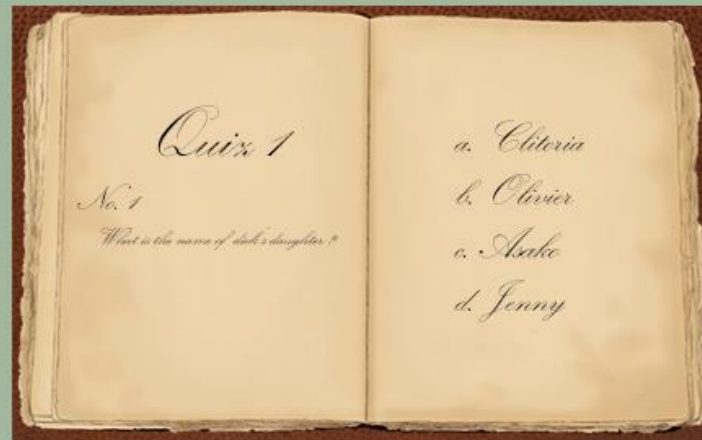 Quiz 1
No. 1
What is the name of dick's daughter?
a. Clitoria
b. Olivier
c. Asako
d. Jenny